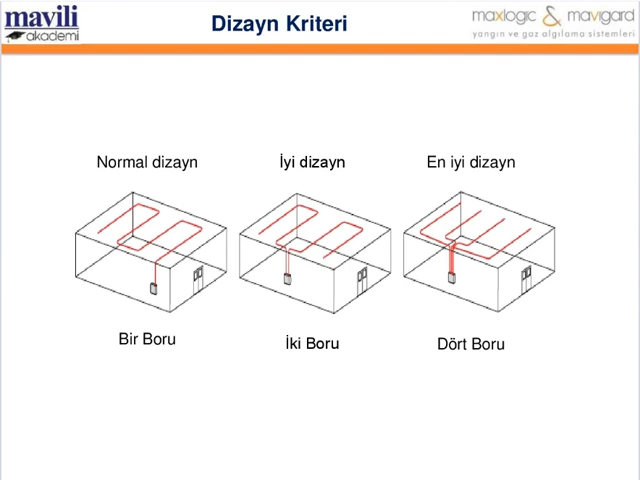 mavili
akademi
Dizayn Kriteri
maxlogic & mavigard
yangın ve gaz algılama sistemleri
Normal dizayn
İyi dizayn
En iyi dizayn
Bir Boru
İki Boru
Dört Boru